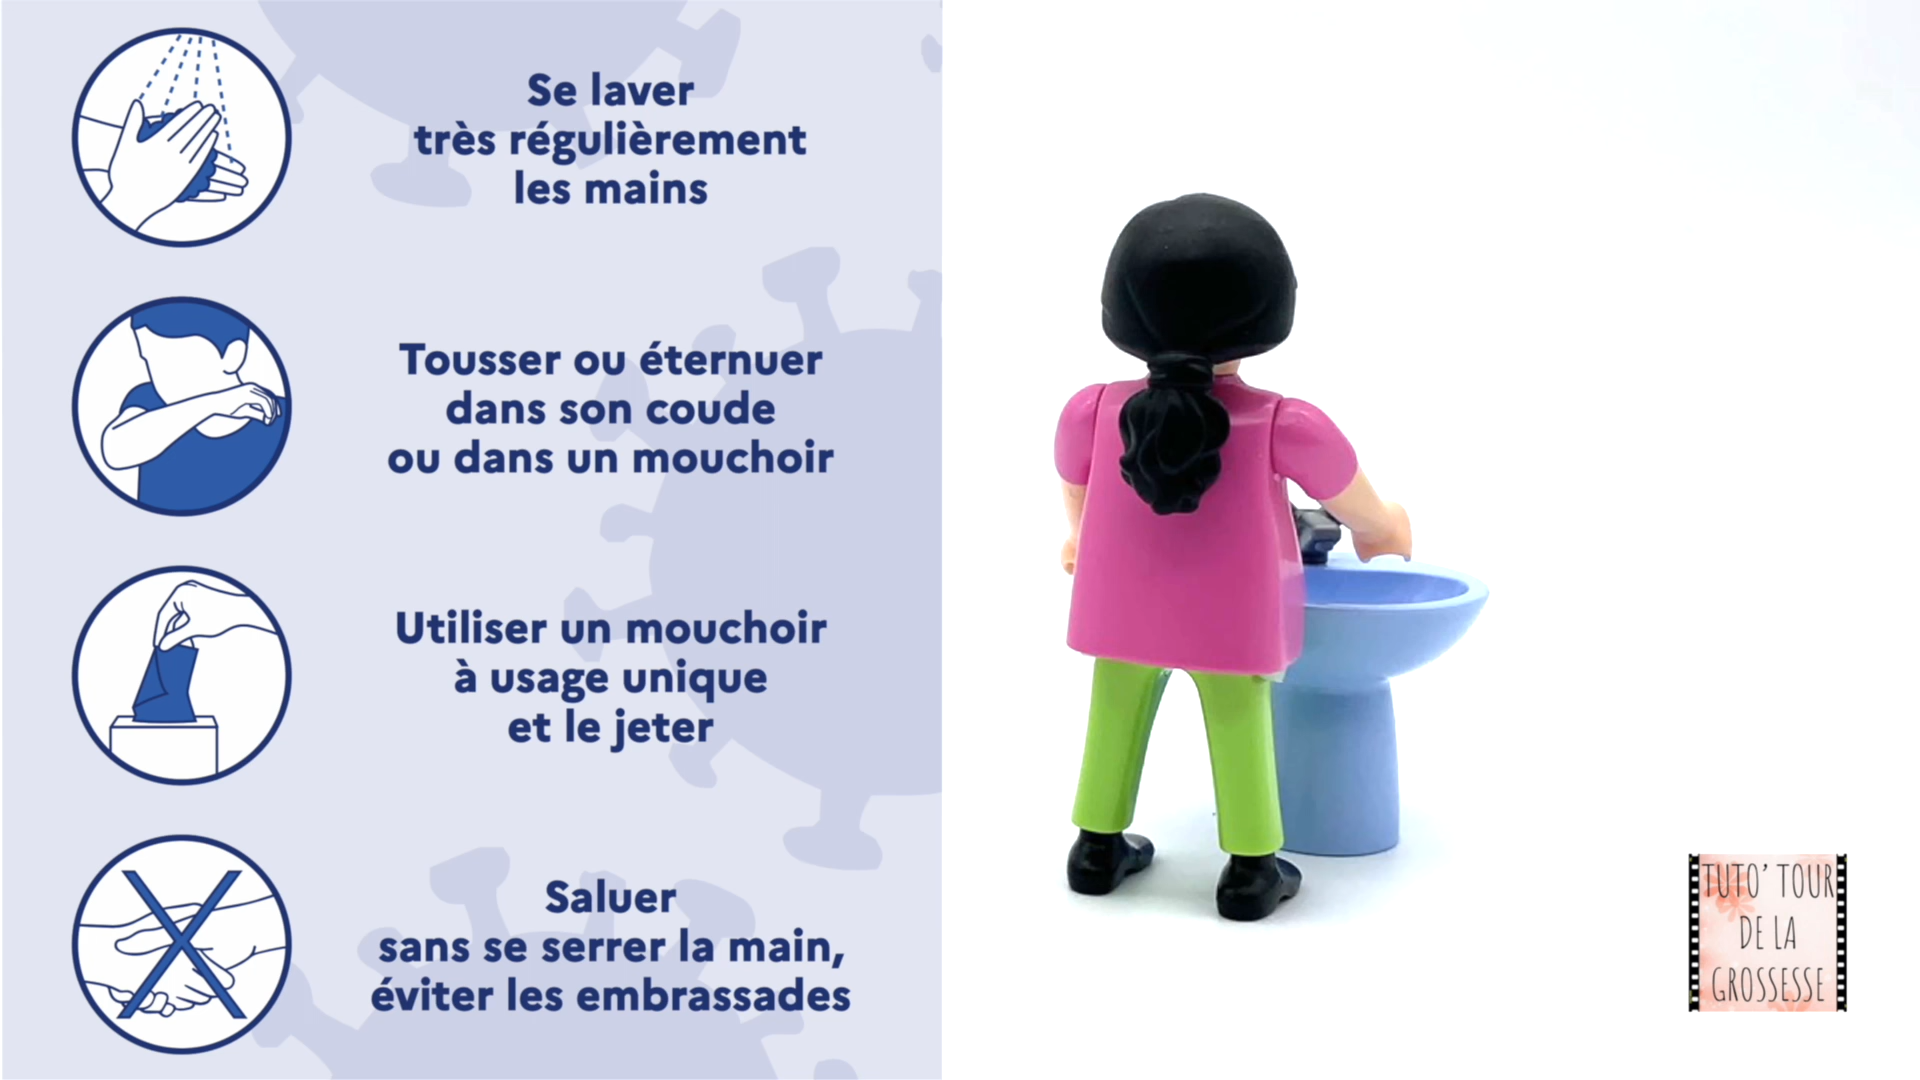 Se laver
très régulièrement
les mains
Tousser ou éternuer
dans son coude
ou dans un mouchoir
Utiliser un mouchoir
à usage unique
et le jeter
Saluer
sans se serrer la main,
éviter les embrassades
TUTO' TOUR
DE LA
GROSSESSE